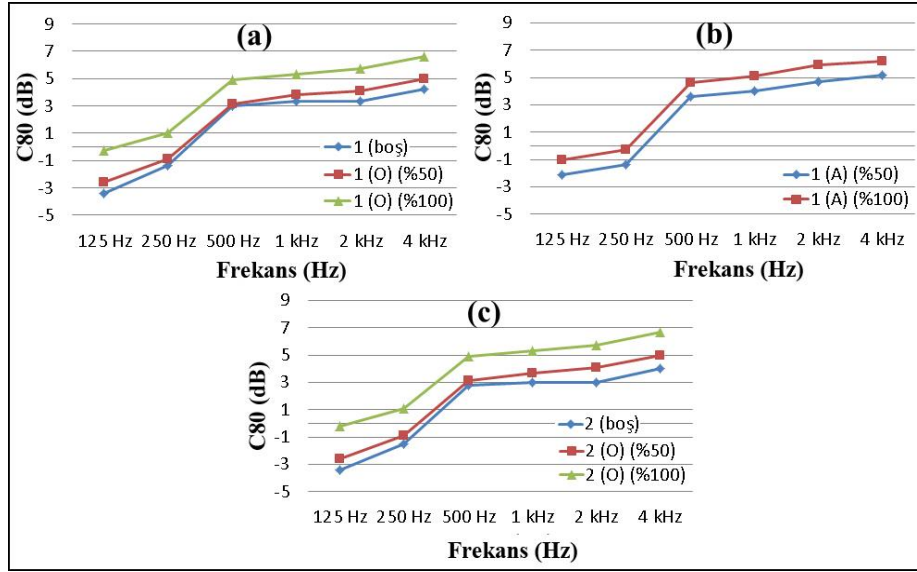 (a)
9
7
5
3
1
-1
-3
-5
C80 (dB)
1 (boş)
1 (O) (%50)
1 (O) (%100)
125 Hz 250 Hz 500 Hz 1 kHz 2 kHz 4 kHz
Frekans (Hz)
(b)
9
7
5
3
1
-1
-3
-5
C80 (dB)
1 (A) (%50)
1 (A) (%100)
125 Hz 250 Hz 500 Hz 1 kHz 2 kHz 4 kHz
Frekans (Hz)
(c)
9
7
5
3
1
-1
-3
-5
C80 (dB)
2 (boş)
2 (O) (%50)
2 (O) (%100)
125 Hz 250 Hz 500 Hz 1 kHz 2 kHz 4 kHz
Frekans (Hz)